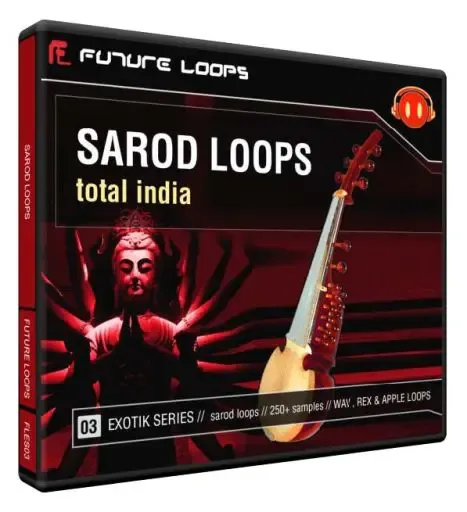 FUTURE LOOPS
SAROD LOOPS
total india
03 EXOTIK SERIES // sarod loops // 250+ samples // WAV, REX & APPLE LOOPS
SAROD LOOPS
FUTURE LOOPS
FLES03